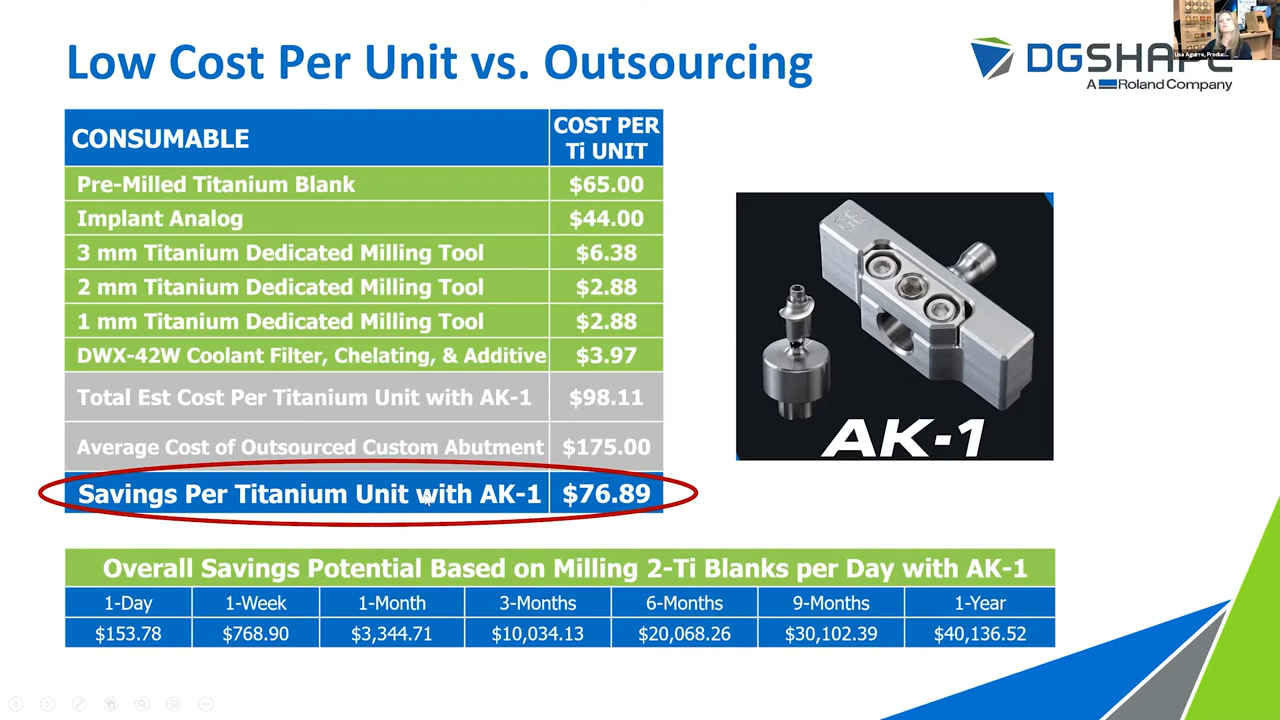 Low Cost Per Unit vs. Outsourcing
DGSHAPE
A Roland Company
Lisa Aguirre, Produc...
CONSUMABLE
COST PER
Ti UNIT
Pre-Milled Titanium Blank $65.00
Implant Analog $44.00
3 mm Titanium Dedicated Milling Tool $6.38
2 mm Titanium Dedicated Milling Tool $2.88
1 mm Titanium Dedicated Milling Tool $2.88
DWX-42W Coolant Filter, Chelating, & Additive $3.97
Total Est Cost Per Titanium Unit with AK-1 $98.11
Average Cost of Outsourced Custom Abutment $175.00
Savings Per Titanium Unit with AK-1 $76.89
AK-1
Overall Savings Potential Based on Milling 2-Ti Blanks per Day with AK-1
1-Day 1-Week 1-Month 3-Months 6-Months 9-Months 1-Year
$153.78 $768.90 $3,344.71 $10,034.13 $20,068.26 $30,102.39 $40,136.52